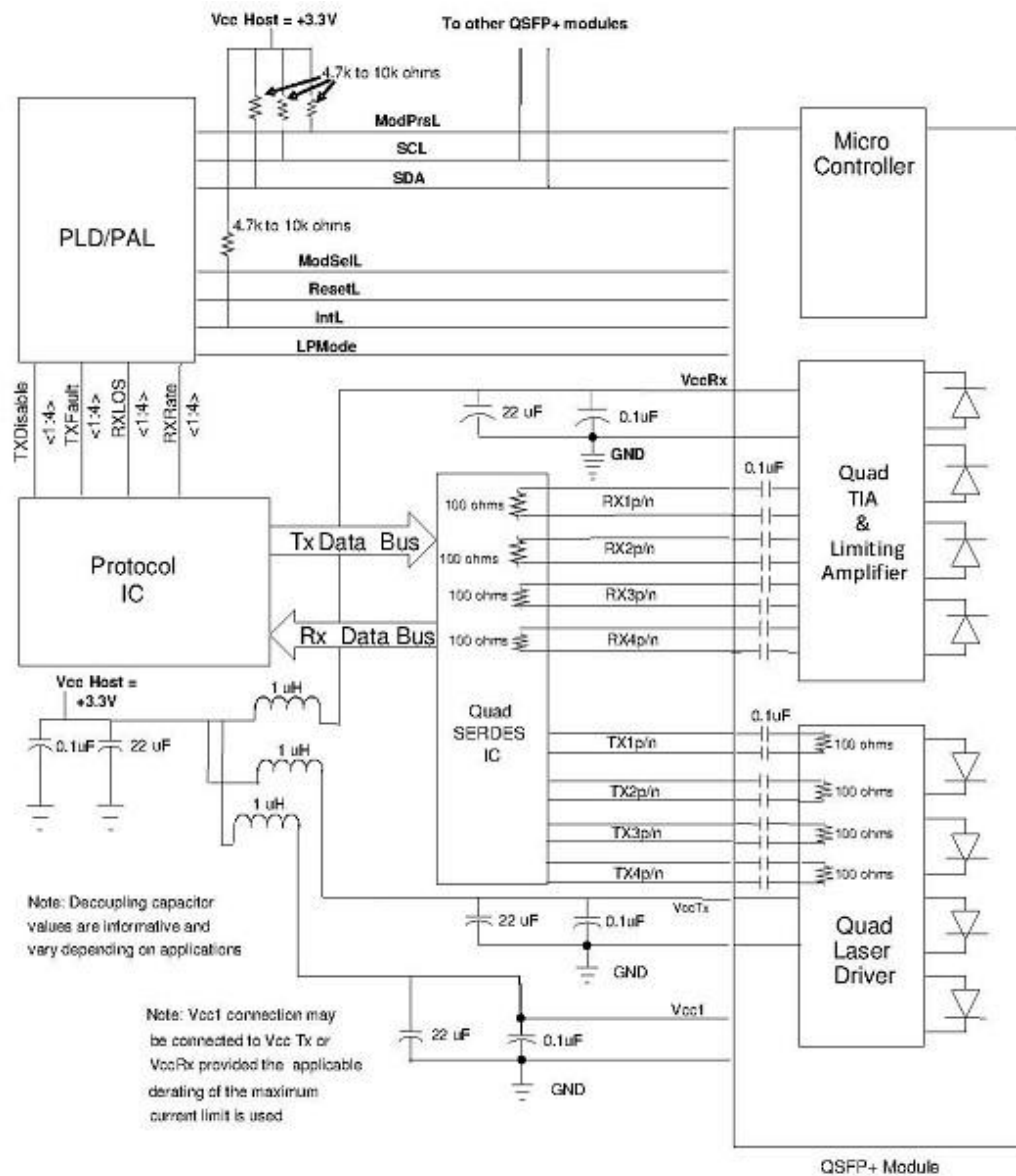 Vcc Host = +3.3V
To other QSFP+ modules
4.7k to 10k ohms
ModPrsL
SCL
SDA
PLD/PAL
4.7k to 10k ohms
ModSelL
ResetL
IntL
LPMode
Micro
Controller
TXDisable
<1:4>
TXFault
<1:4>
RXLOS
<1:4>
RXRate
<1:4>
VccRx
22 uF
0.1uF
GND
Protocol
IC
Tx Data Bus
Rx Data Bus
100 ohms
100 ohms
100 ohms
100 ohms
Quad
SERDES
IC
0.1uF
RX1p/n
RX2p/n
RX3p/n
RX4p/n
Quad
TIA
&
Limiting
Amplifier
Vcc Host =
+3.3V
0.1uF
22 uF
1 uH
1 uH
1 uH
0.1uF
TX1p/n
TX2p/n
TX3p/n
TX4p/n
100 ohms
100 ohms
100 ohms
100 ohms
Quad
Laser
Driver
VccTx
22 uF
0.1uF
GND
Note: Decoupling capacitor
values are informative and
vary depending on applications
Vcc1
22 uF
0.1uF
GND
Note: Vcc1 connection may
be connected to Vcc Tx or
VccRx provided the applicable
derating of the maximum
current limit is used
QSFP+ Module